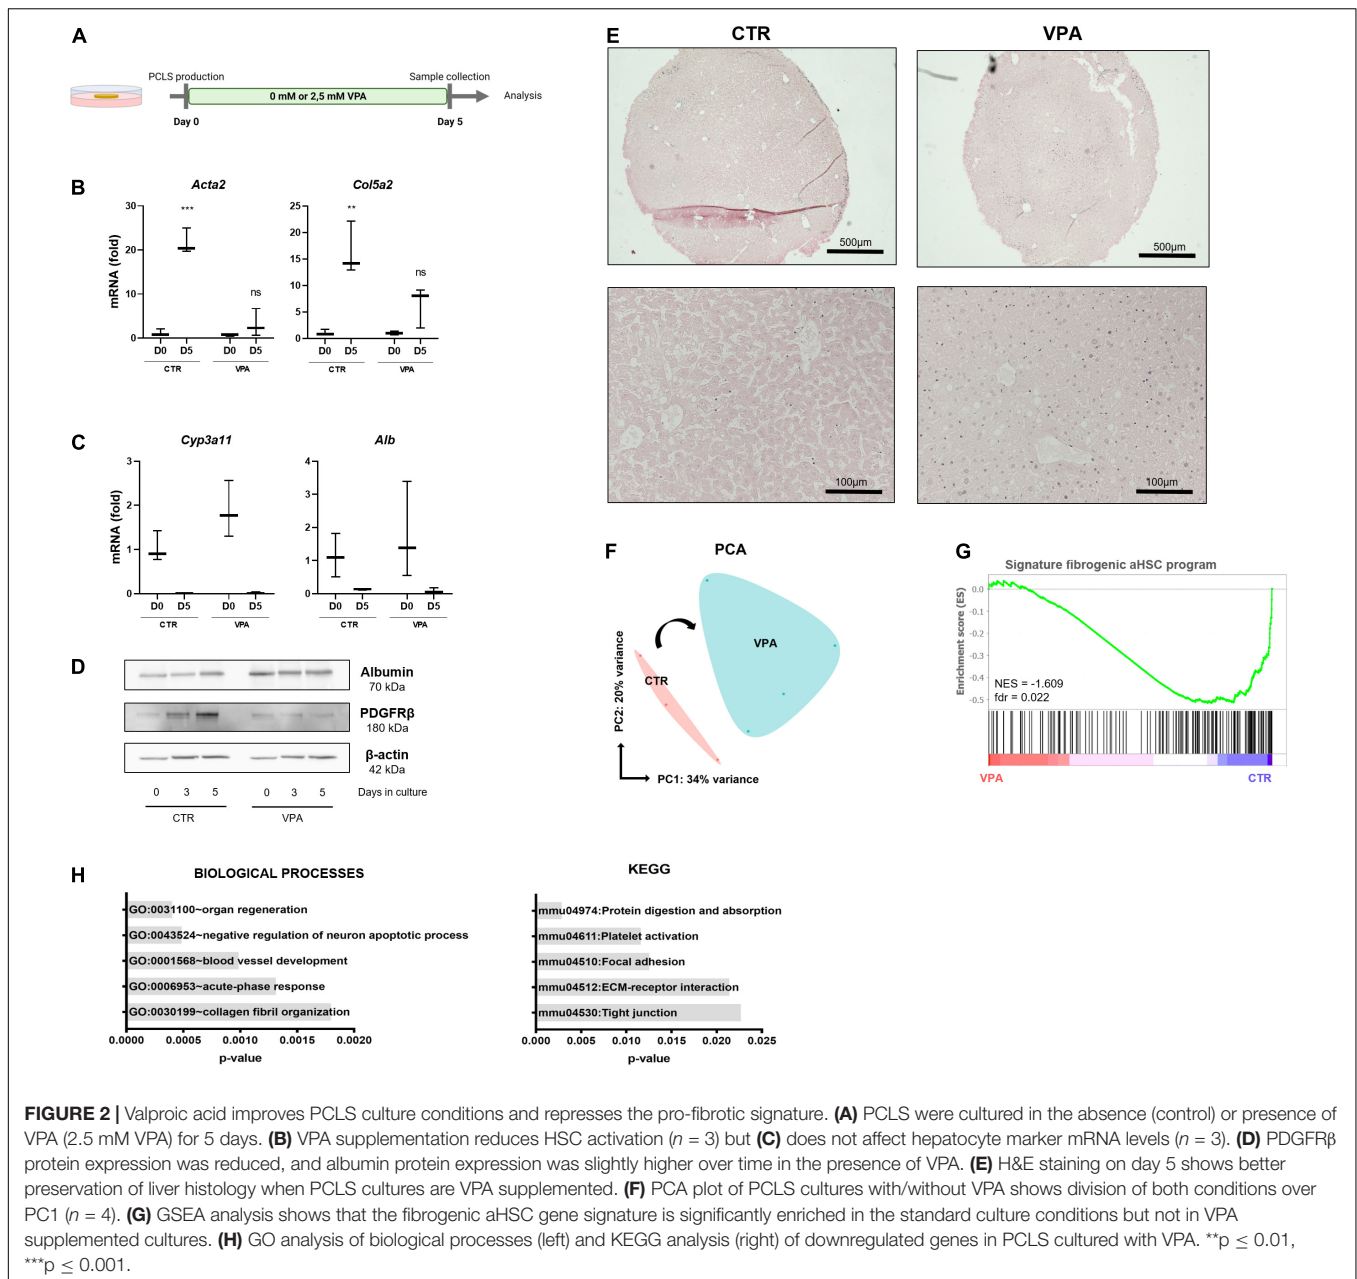 A
PCLS production
Sample collection
0 mM or 2,5 mM VPA
Analysis
Day 0
Day 5
B
Acta2
Col5a2
mRNA (fold)
30
20
10
0
***
ns
D0 D5 D0 D5
CTR VPA
25
20
15
10
5
0
**
ns
D0 D5 D0 D5
CTR VPA
C
Cyp3a11
Alb
mRNA (fold)
3
2
1
0
D0 D5 D0 D5
CTR VPA
4
3
2
1
0
D0 D5 D0 D5
CTR VPA
D
Albumin
70 kDa
PDGFRβ
180 kDa
β-actin
42 kDa
0 3 5 0 3 5 Days in culture
CTR VPA
E
CTR
VPA
500µm
500µm
100µm
100µm
F
PCA
VPA
CTR
PC2: 20% variance
PC1: 34% variance
G
Signature fibrogenic aHSC program
Enrichment score (ES)
0.0
-0.1
-0.2
-0.3
-0.4
-0.5
NES = -1.609
fdr = 0.022
VPA
CTR
H
BIOLOGICAL PROCESSES
GO:0031100~organ regeneration
GO:0043524~negative regulation of neuron apoptotic process
GO:0001568~blood vessel development
GO:0006953~acute-phase response
GO:0030199~collagen fibril organization
0.0000 0.0005 0.0010 0.0015 0.0020
p-value
KEGG
mmu04974:Protein digestion and absorption
mmu04611:Platelet activation
mmu04510:Focal adhesion
mmu04512:ECM-receptor interaction
mmu04530:Tight junction
0.000 0.005 0.010 0.015 0.020 0.025
p-value
FIGURE 2 | Valproic acid improves PCLS culture conditions and represses the pro-fibrotic signature. (A) PCLS were cultured in the absence (control) or presence of
VPA (2.5 mM VPA) for 5 days. (B) VPA supplementation reduces HSC activation (n = 3) but (C) does not affect hepatocyte marker mRNA levels (n = 3). (D) PDGFRβ
protein expression was reduced, and albumin protein expression was slightly higher over time in the presence of VPA. (E) H&E staining on day 5 shows better
preservation of liver histology when PCLS cultures are VPA supplemented. (F) PCA plot of PCLS cultures with/without VPA shows division of both conditions over
PC1 (n = 4). (G) GSEA analysis shows that the fibrogenic aHSC gene signature is significantly enriched in the standard culture conditions but not in VPA
supplemented cultures. (H) GO analysis of biological processes (left) and KEGG analysis (right) of downregulated genes in PCLS cultured with VPA. **p ≤ 0.01,
***p ≤ 0.001.